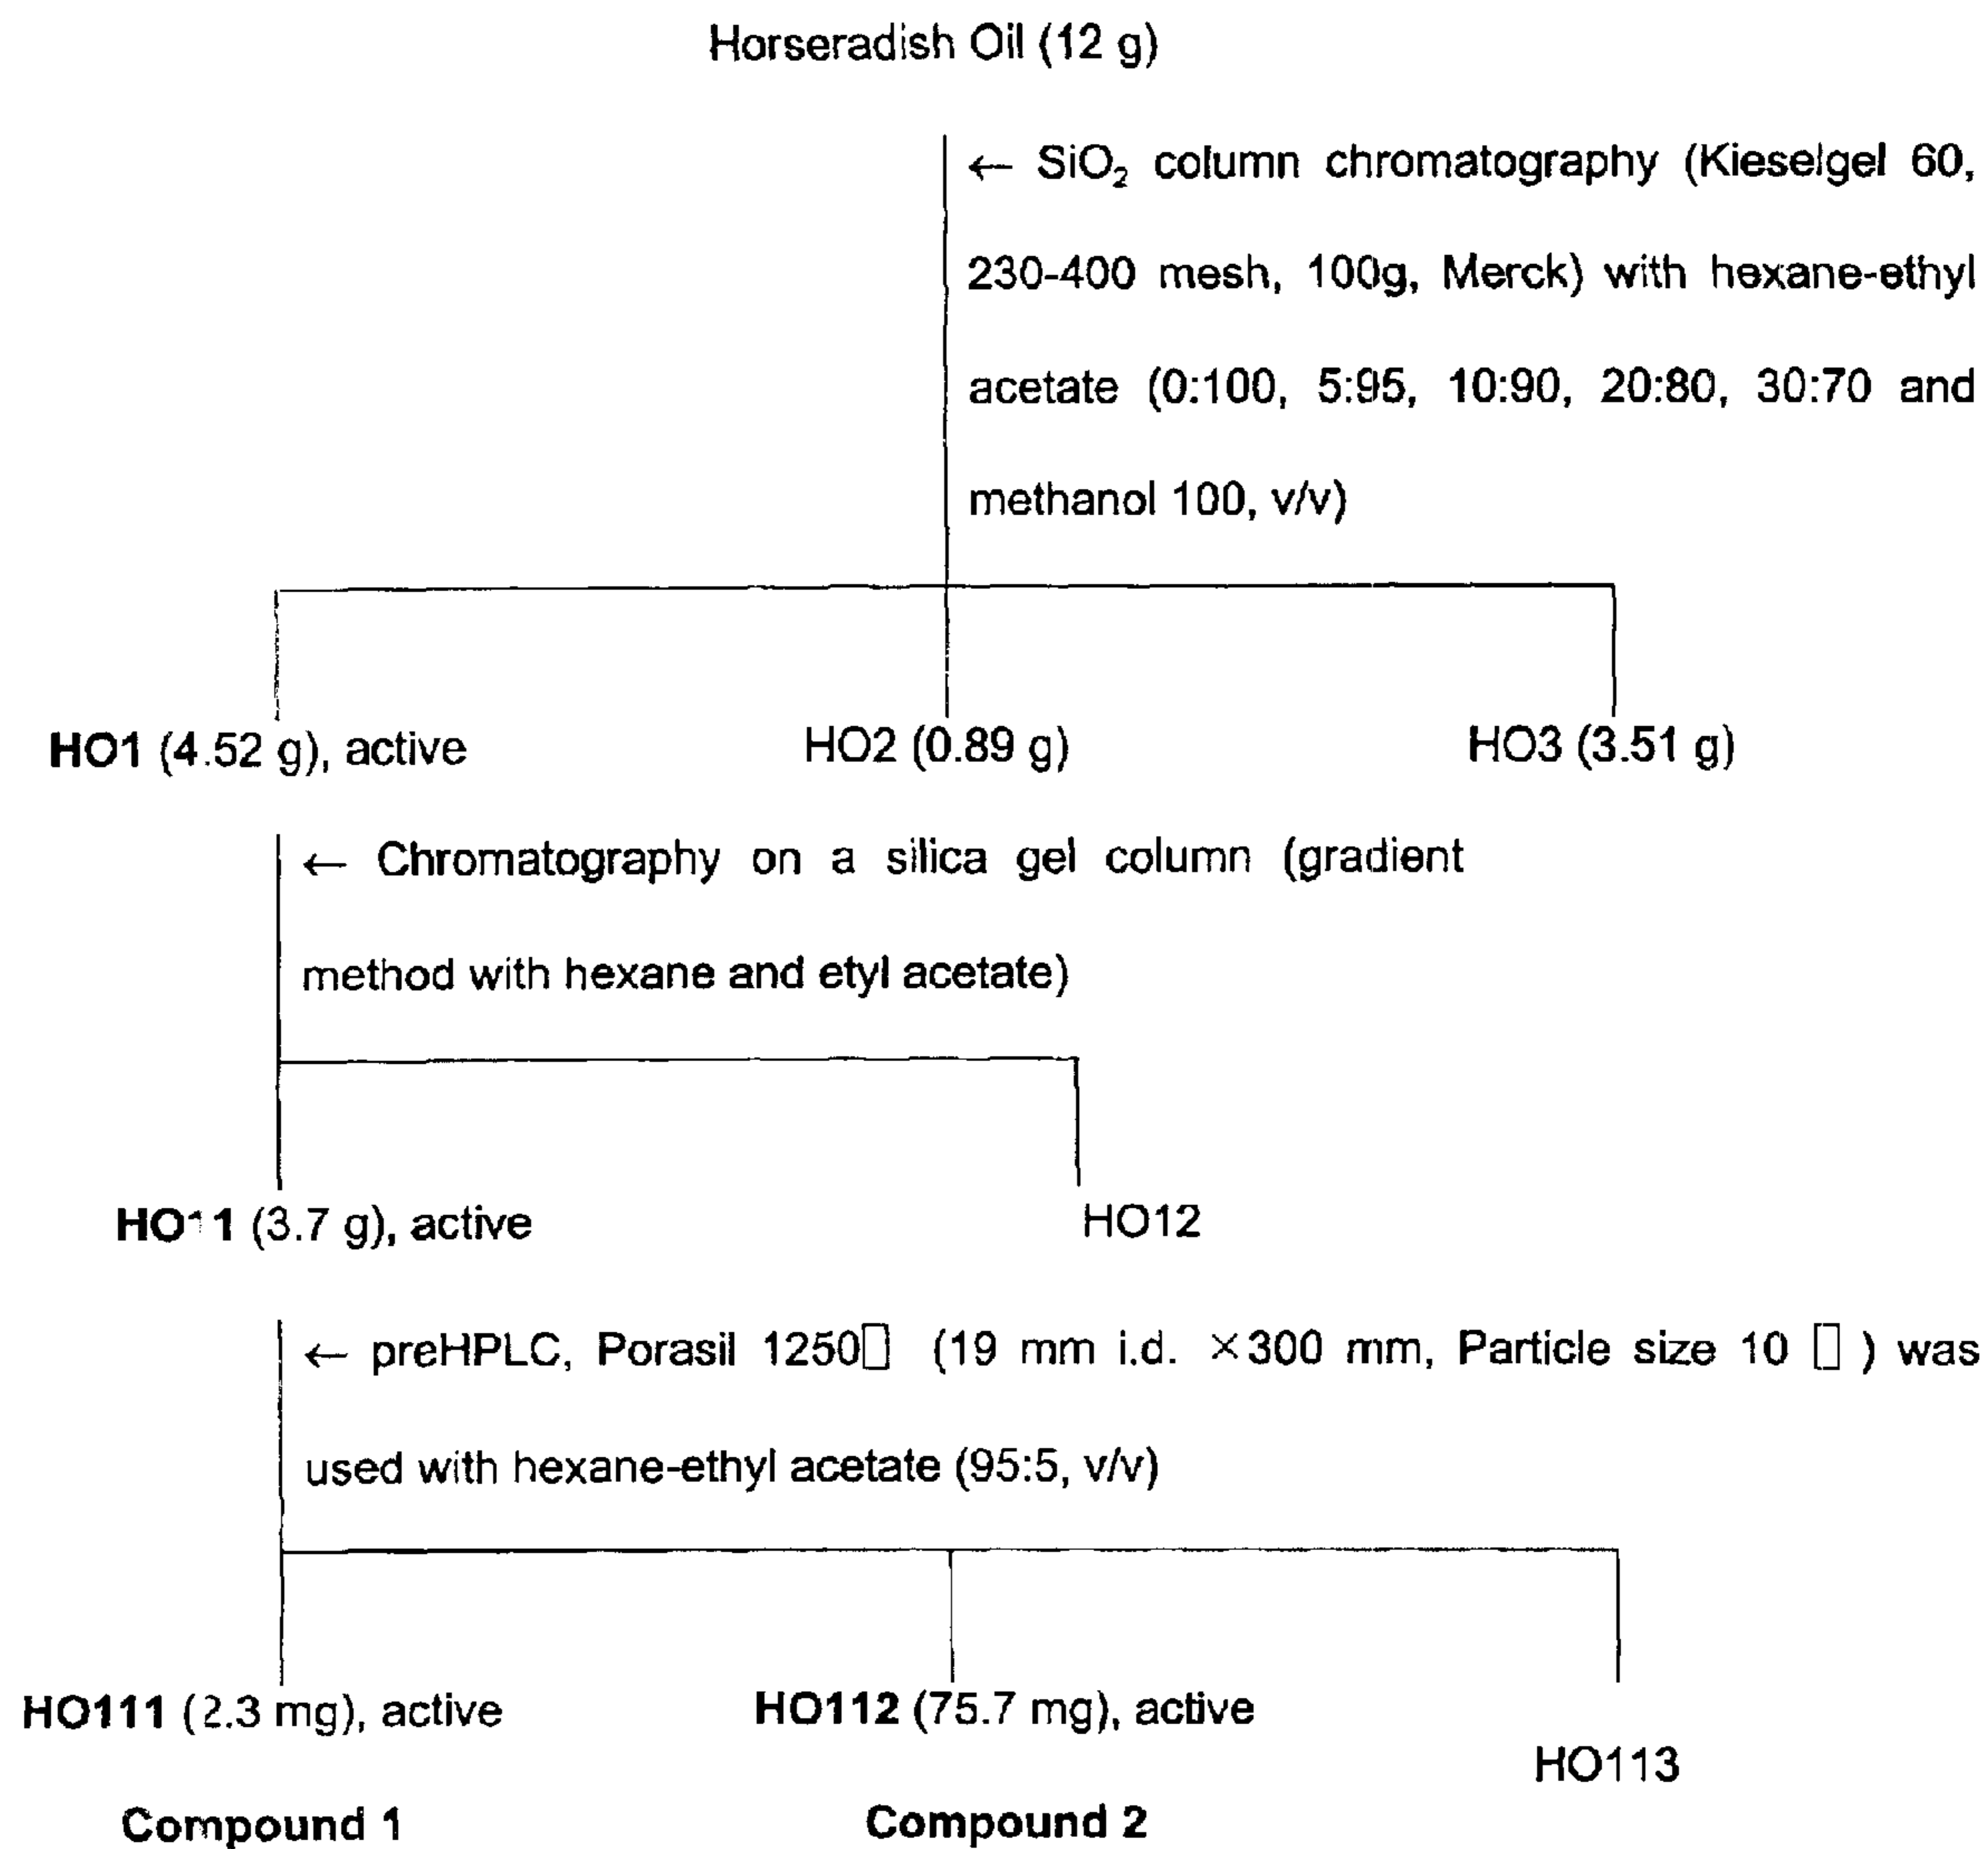 Horseradish Oil (12 g)
← SiO₂ column chromatography (Kieselgel 60,
230-400 mesh, 100g, Merck) with hexane-ethyl
acetate (0:100, 5:95, 10:90, 20:80, 30:70 and
methanol 100, v/v)
HO1 (4.52 g), active
HO2 (0.89 g)
HO3 (3.51 g)
← Chromatography on a silica gel column (gradient
method with hexane and etyl acetate)
HO11 (3.7 g), active
HO12
← preHPLC, Porasil 1250□ (19 mm i.d. ×300 mm, Particle size 10 □ ) was
used with hexane-ethyl acetate (95:5, v/v)
HO111 (2.3 mg), active
HO112 (75.7 mg), active
HO113
Compound 1
Compound 2